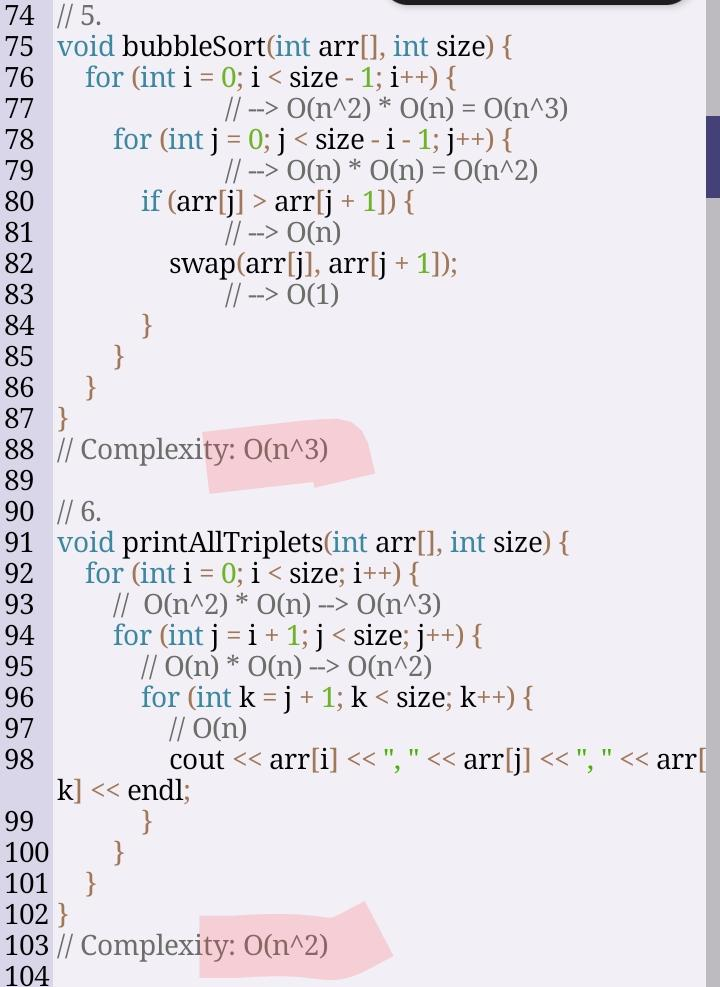 74 // 5.
75 void bubbleSort(int arr[], int size) {
76 for (int i = 0; i < size - 1; i++) {
77 // --> O(n^2) * O(n) = O(n^3)
78 for (int j = 0; j < size - i - 1; j++) {
79 // --> O(n) * O(n) = O(n^2)
80 if (arr[j] > arr[j + 1]) {
81 // --> O(n)
82 swap(arr[j], arr[j + 1]);
83 // --> O(1)
84 }
85 }
86 }
87 }
88 // Complexity: O(n^3)
89
90 // 6.
91 void printAllTriplets(int arr[], int size) {
92 for (int i = 0; i < size; i++) {
93 //  O(n^2) * O(n) --> O(n^3)
94 for (int j = i + 1; j < size; j++) {
95 // O(n) * O(n) --> O(n^2)
96 for (int k = j + 1; k < size; k++) {
97 // O(n)
98 cout << arr[i] << ", " << arr[j] << ", " << arr[
k] << endl;
99 }
100 }
101 }
102 }
103 // Complexity: O(n^2)
104